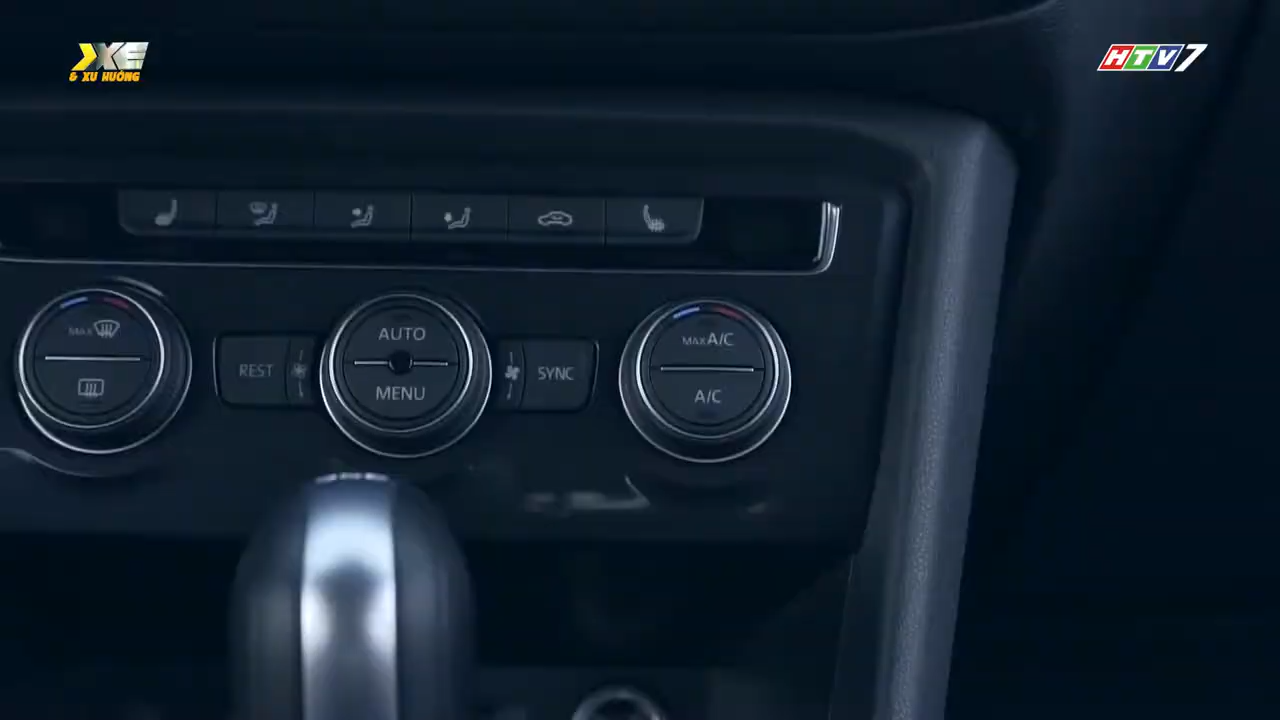 XE
& XU HƯỚNG
HTV7
MAX
AUTO
MAX A/C
REST
SYNC
MENU
A/C